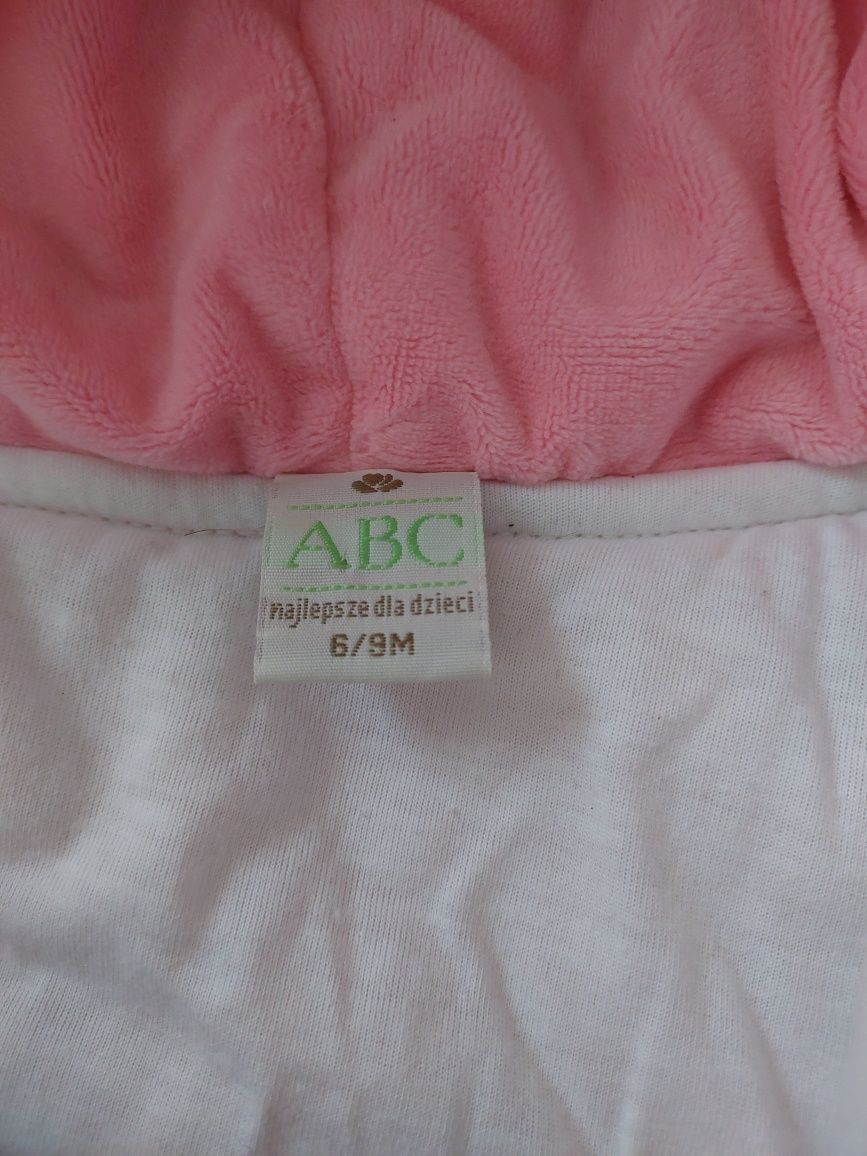 ABC
najlepsze dla dzieci
6/9M